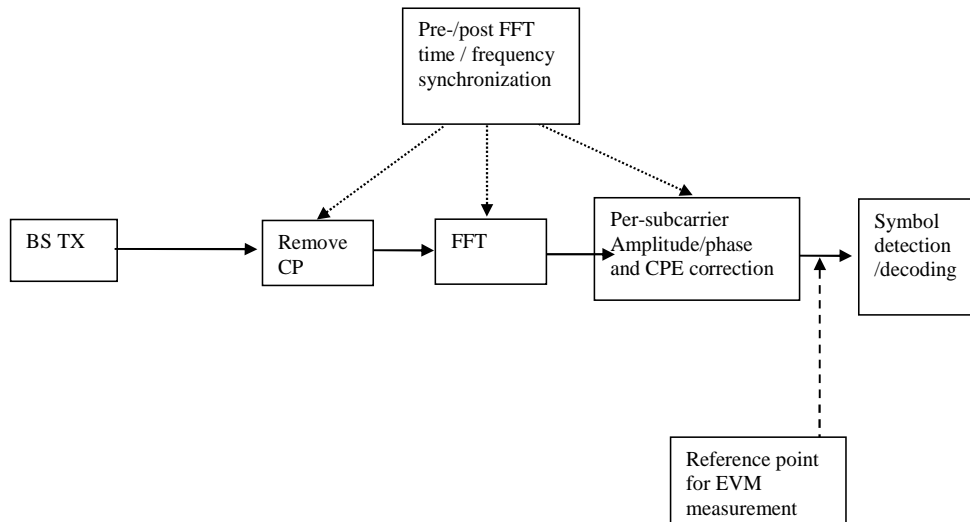 Pre-/post FFT
time / frequency
synchronization
BS TX
Remove
CP
FFT
Per-subcarrier
Amplitude/phase
and CPE correction
Symbol
detection
/decoding
Reference point
for EVM
measurement